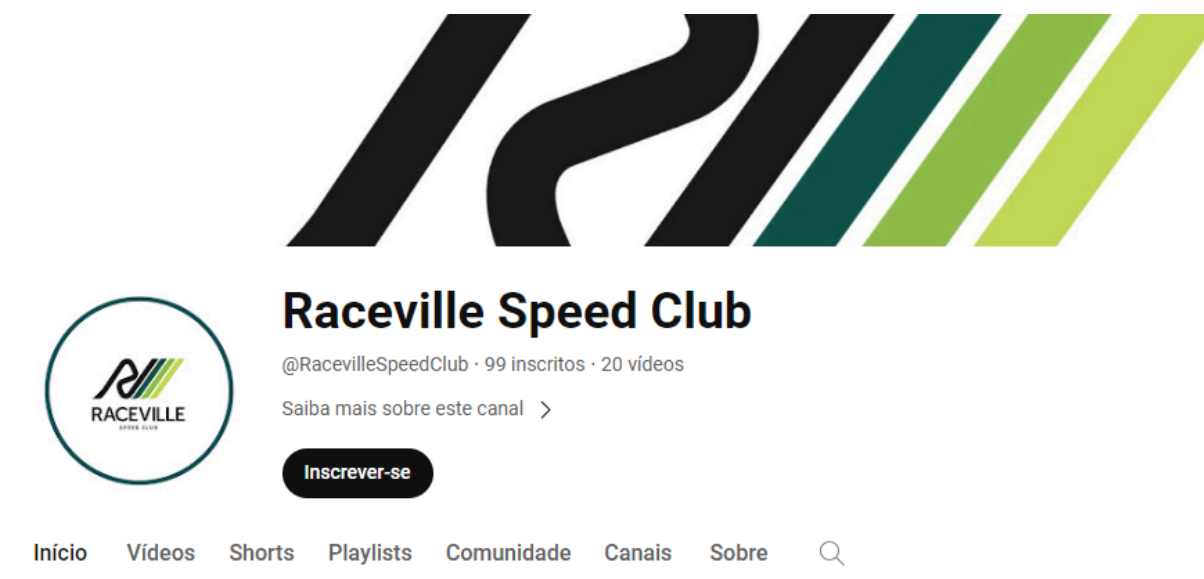 RACEVILLE
SPEED CLUB
Raceville Speed Club
@RacevilleSpeedClub · 99 inscritos · 20 vídeos
Saiba mais sobre este canal
Inscrever-se
Início Vídeos Shorts Playlists Comunidade Canais Sobre